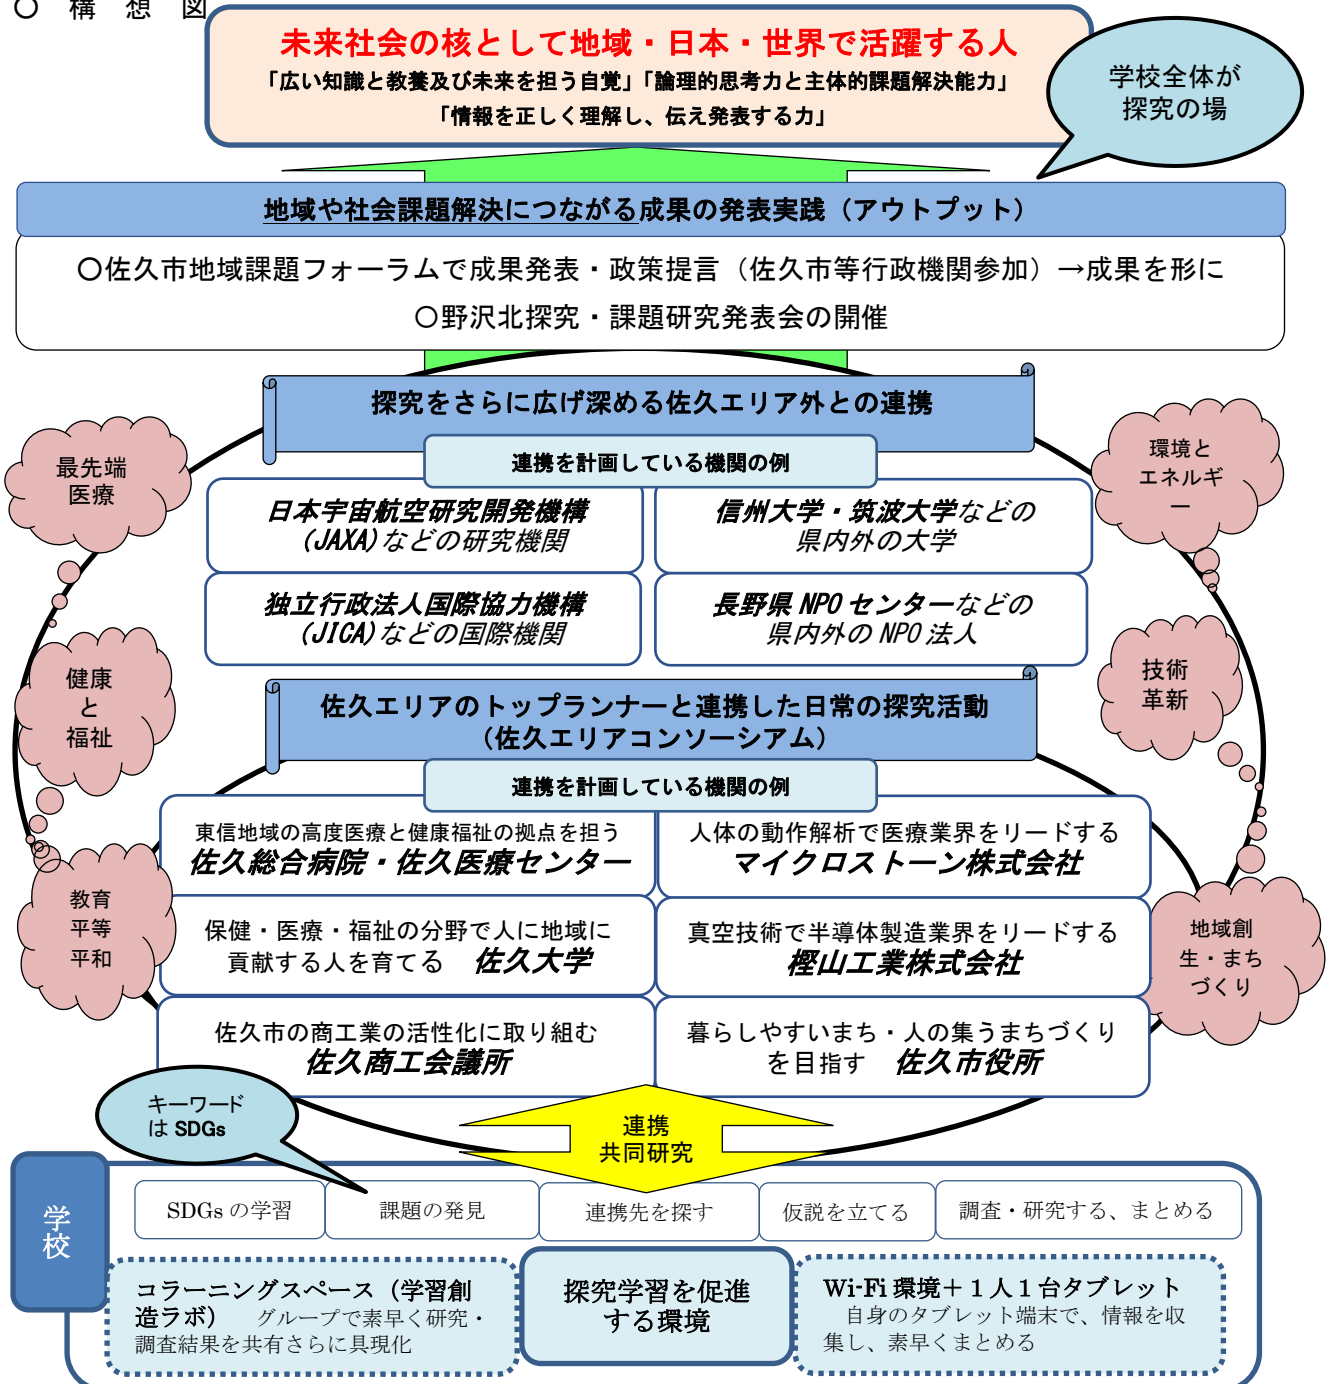 〇 構 想 図
未来社会の核として地域・日本・世界で活躍する人
「広い知識と教養及び未来を担う自覚」「論理的思考力と主体的課題解決能力」
「情報を正しく理解し、伝え発表する力」
学校全体が
探究の場
地域や社会課題解決につながる成果の発表実践（アウトプット）
〇佐久市地域課題フォーラムで成果発表・政策提言（佐久市等行政機関参加）→成果を形に
〇野沢北探究・課題研究発表会の開催
探究をさらに広げ深める佐久エリア外との連携
連携を計画している機関の例
日本宇宙航空研究開発機構
(JAXA)などの研究機関
信州大学・筑波大学などの
県内外の大学
独立行政法人国際協力機構
(JICA)などの国際機関
長野県 NPO センターなどの
県内外の NPO 法人
最先端
医療
環境と
エネルギ
ー
健康
と
福祉
技術
革新
佐久エリアのトップランナーと連携した日常の探究活動
（佐久エリアコンソーシアム）
連携を計画している機関の例
東信地域の高度医療と健康福祉の拠点を担う
佐久総合病院・佐久医療センター
人体の動作解析で医療業界をリードする
マイクロストーン株式会社
保健・医療・福祉の分野で人に地域に
貢献する人を育てる　佐久大学
真空技術で半導体製造業界をリードする
樫山工業株式会社
佐久市の商工業の活性化に取り組む
佐久商工会議所
暮らしやすいまち・人の集うまちづくり
を目指す　佐久市役所
教育
平等
平和
地域創
生・まち
づくり
キーワード
は SDGs
連携
共同研究
学校
SDGs の学習
課題の発見
連携先を探す
仮説を立てる
調査・研究する、まとめる
コラーニングスペース（学習創
造ラボ）　グループで素早く研究・
調査結果を共有さらに具現化
探究学習を促進
する環境
Wi-Fi 環境＋１人１台タブレット
自身のタブレット端末で、情報を収
集し、素早くまとめる